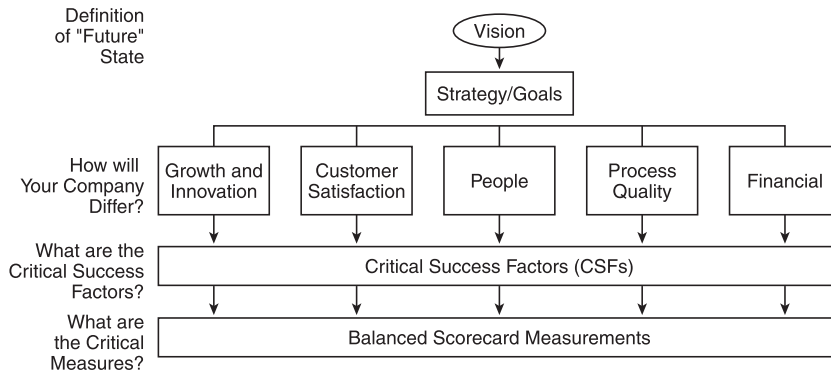 Definition
of "Future"
State
Vision
Strategy/Goals
How will
Your Company
Differ?
Growth and
Innovation
Customer
Satisfaction
People
Process
Quality
Financial
What are the
Critical Success
Factors?
Critical Success Factors (CSFs)
What are
the Critical
Measures?
Balanced Scorecard Measurements